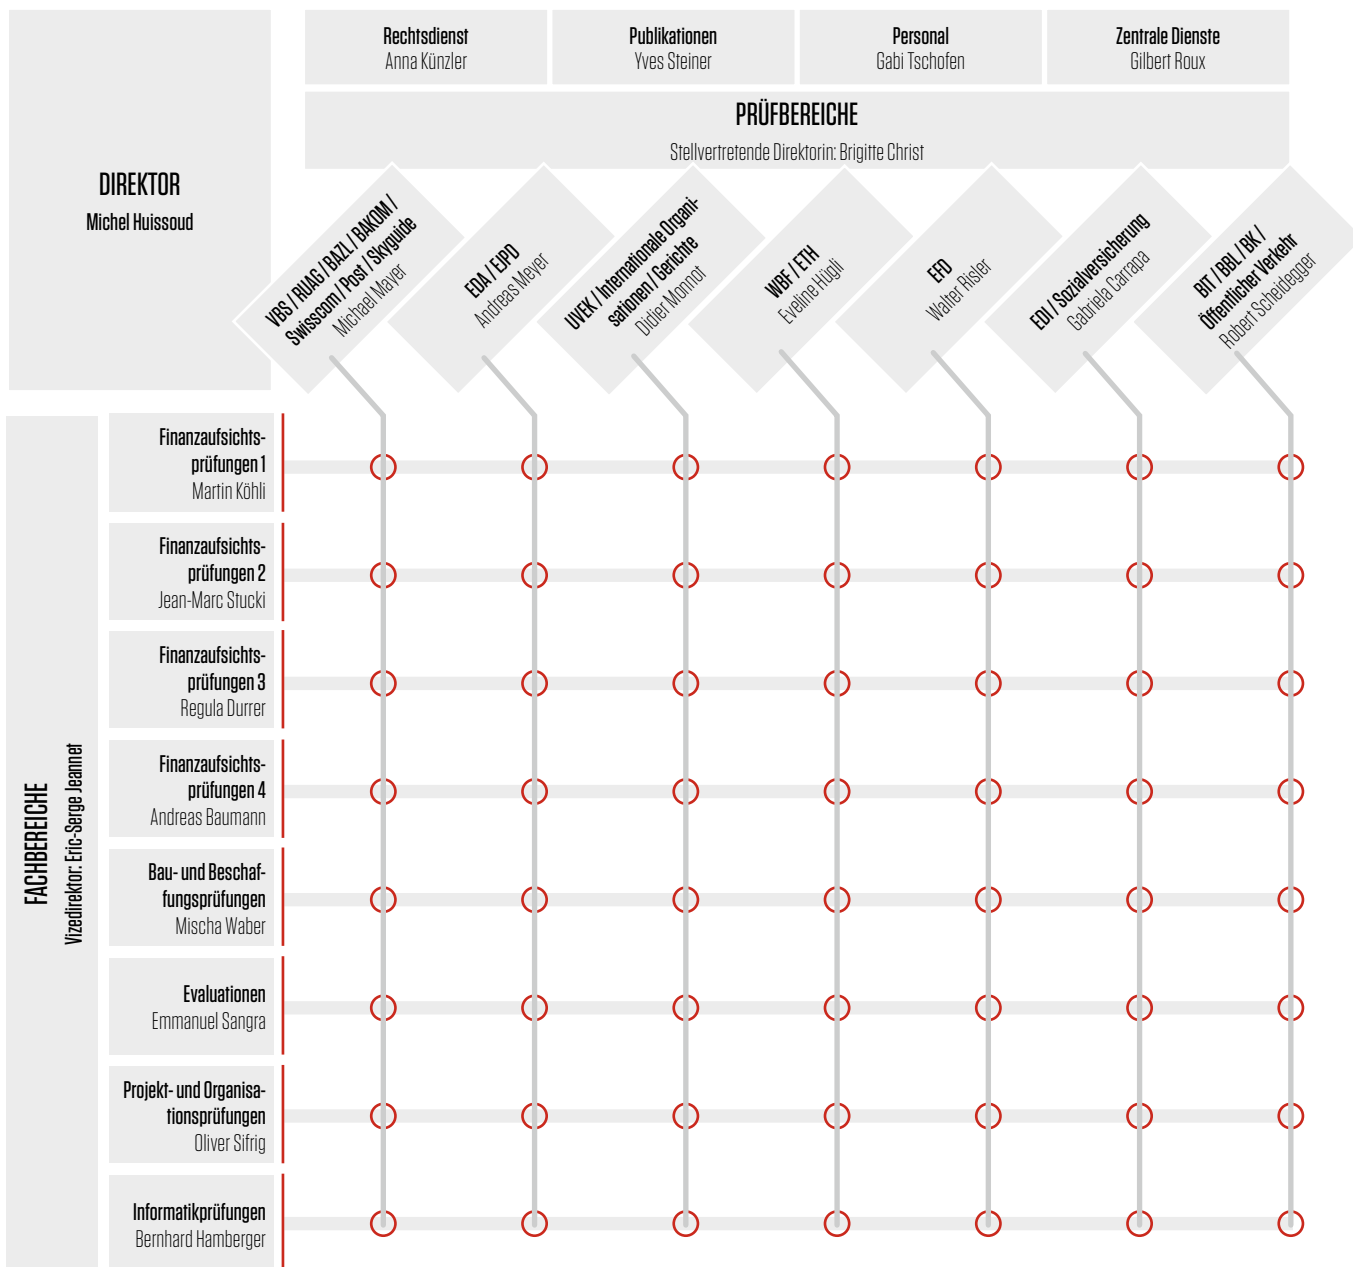 Rechtsdienst
Anna Künzler
Publikationen
Yves Steiner
Personal
Gabi Tschofen
Zentrale Dienste
Gilbert Roux
PRÜFBEREICHE
Stellvertretende Direktorin: Brigitte Christ
DIREKTOR
Michel Huissoud
VBS / RUAG / BAZL / BAKOM /
Swisscom / Post / Skyguide
Michael Mayer
EDA / EJPD
Andreas Meyer
UVEK / Internationale Organi-
sationen / Gerichte
Didier Monnot
WBF / ETH
Eveline Hügli
EFD
Walter Risler
EDI / Sozialversicherung
Gabriela Carrapa
BIT / BBL / BK /
Öffentlicher Verkehr
Robert Scheidegger
FACHBEREICHE
Vizedirektor: Eric-Serge Jeannet
Finanzaufsichts-
prüfungen 1
Martin Köhli
Finanzaufsichts-
prüfungen 2
Jean-Marc Stucki
Finanzaufsichts-
prüfungen 3
Regula Durrer
Finanzaufsichts-
prüfungen 4
Andreas Baumann
Bau- und Beschaf-
fungsprüfungen
Mischa Waber
Evaluationen
Emmanuel Sangra
Projekt- und Organisa-
tionsprüfungen
Oliver Sifrig
Informatikprüfungen
Bernhard Hamberger